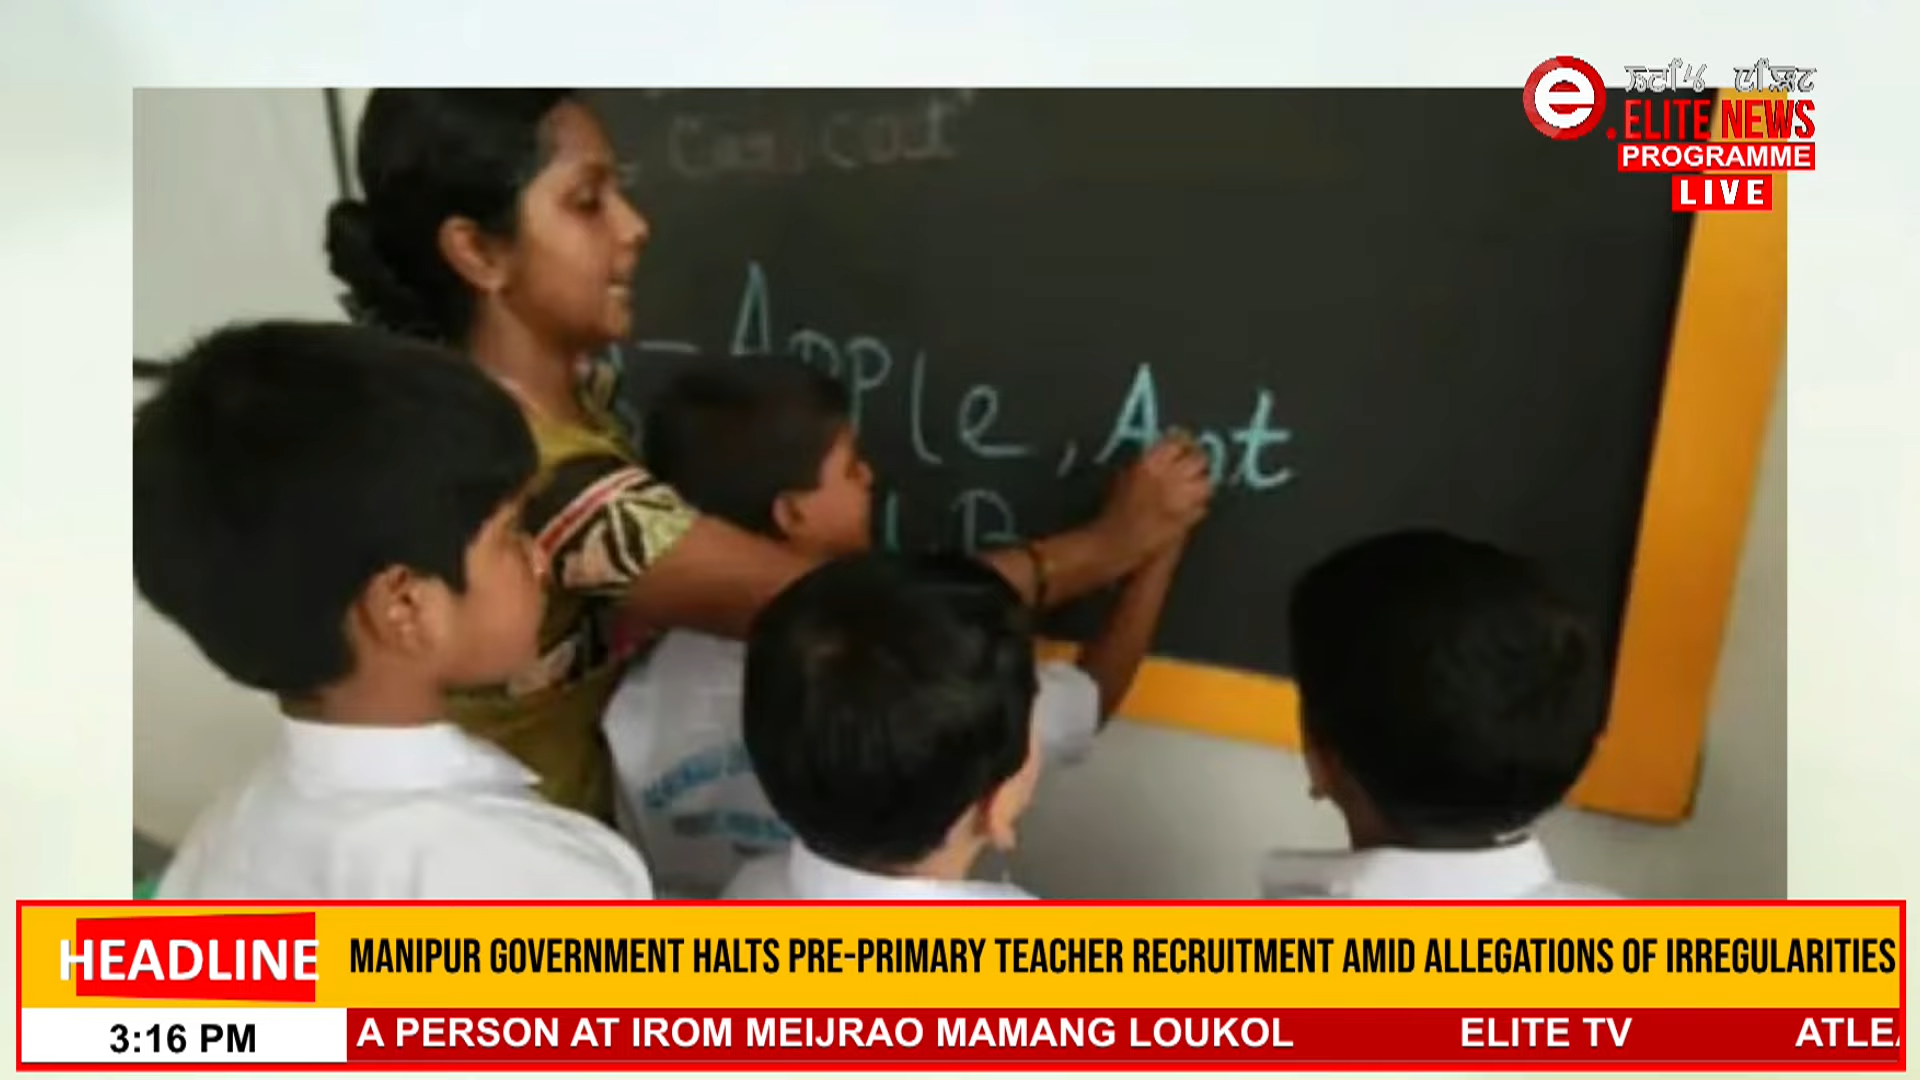 ELITE NEWS
PROGRAMME
LIVE
Apple, Ant
HEADLINE
MANIPUR GOVERNMENT HALTS PRE-PRIMARY TEACHER RECRUITMENT AMID ALLEGATIONS OF IRREGULARITIES
3:16 PM
A PERSON AT IROM MEIJRAO MAMANG LOUKOL ELITE TV